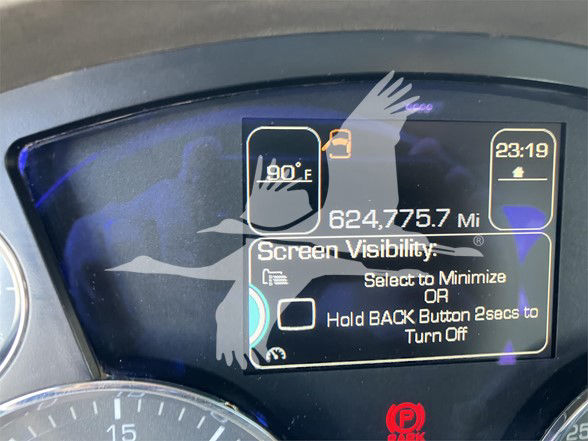 23:19
90°F
624,775.7 Mi
Screen Visibility:
®
Select to Minimize
OR
Hold BACK Button 2secs to
Turn Off
P
PARK
15
25